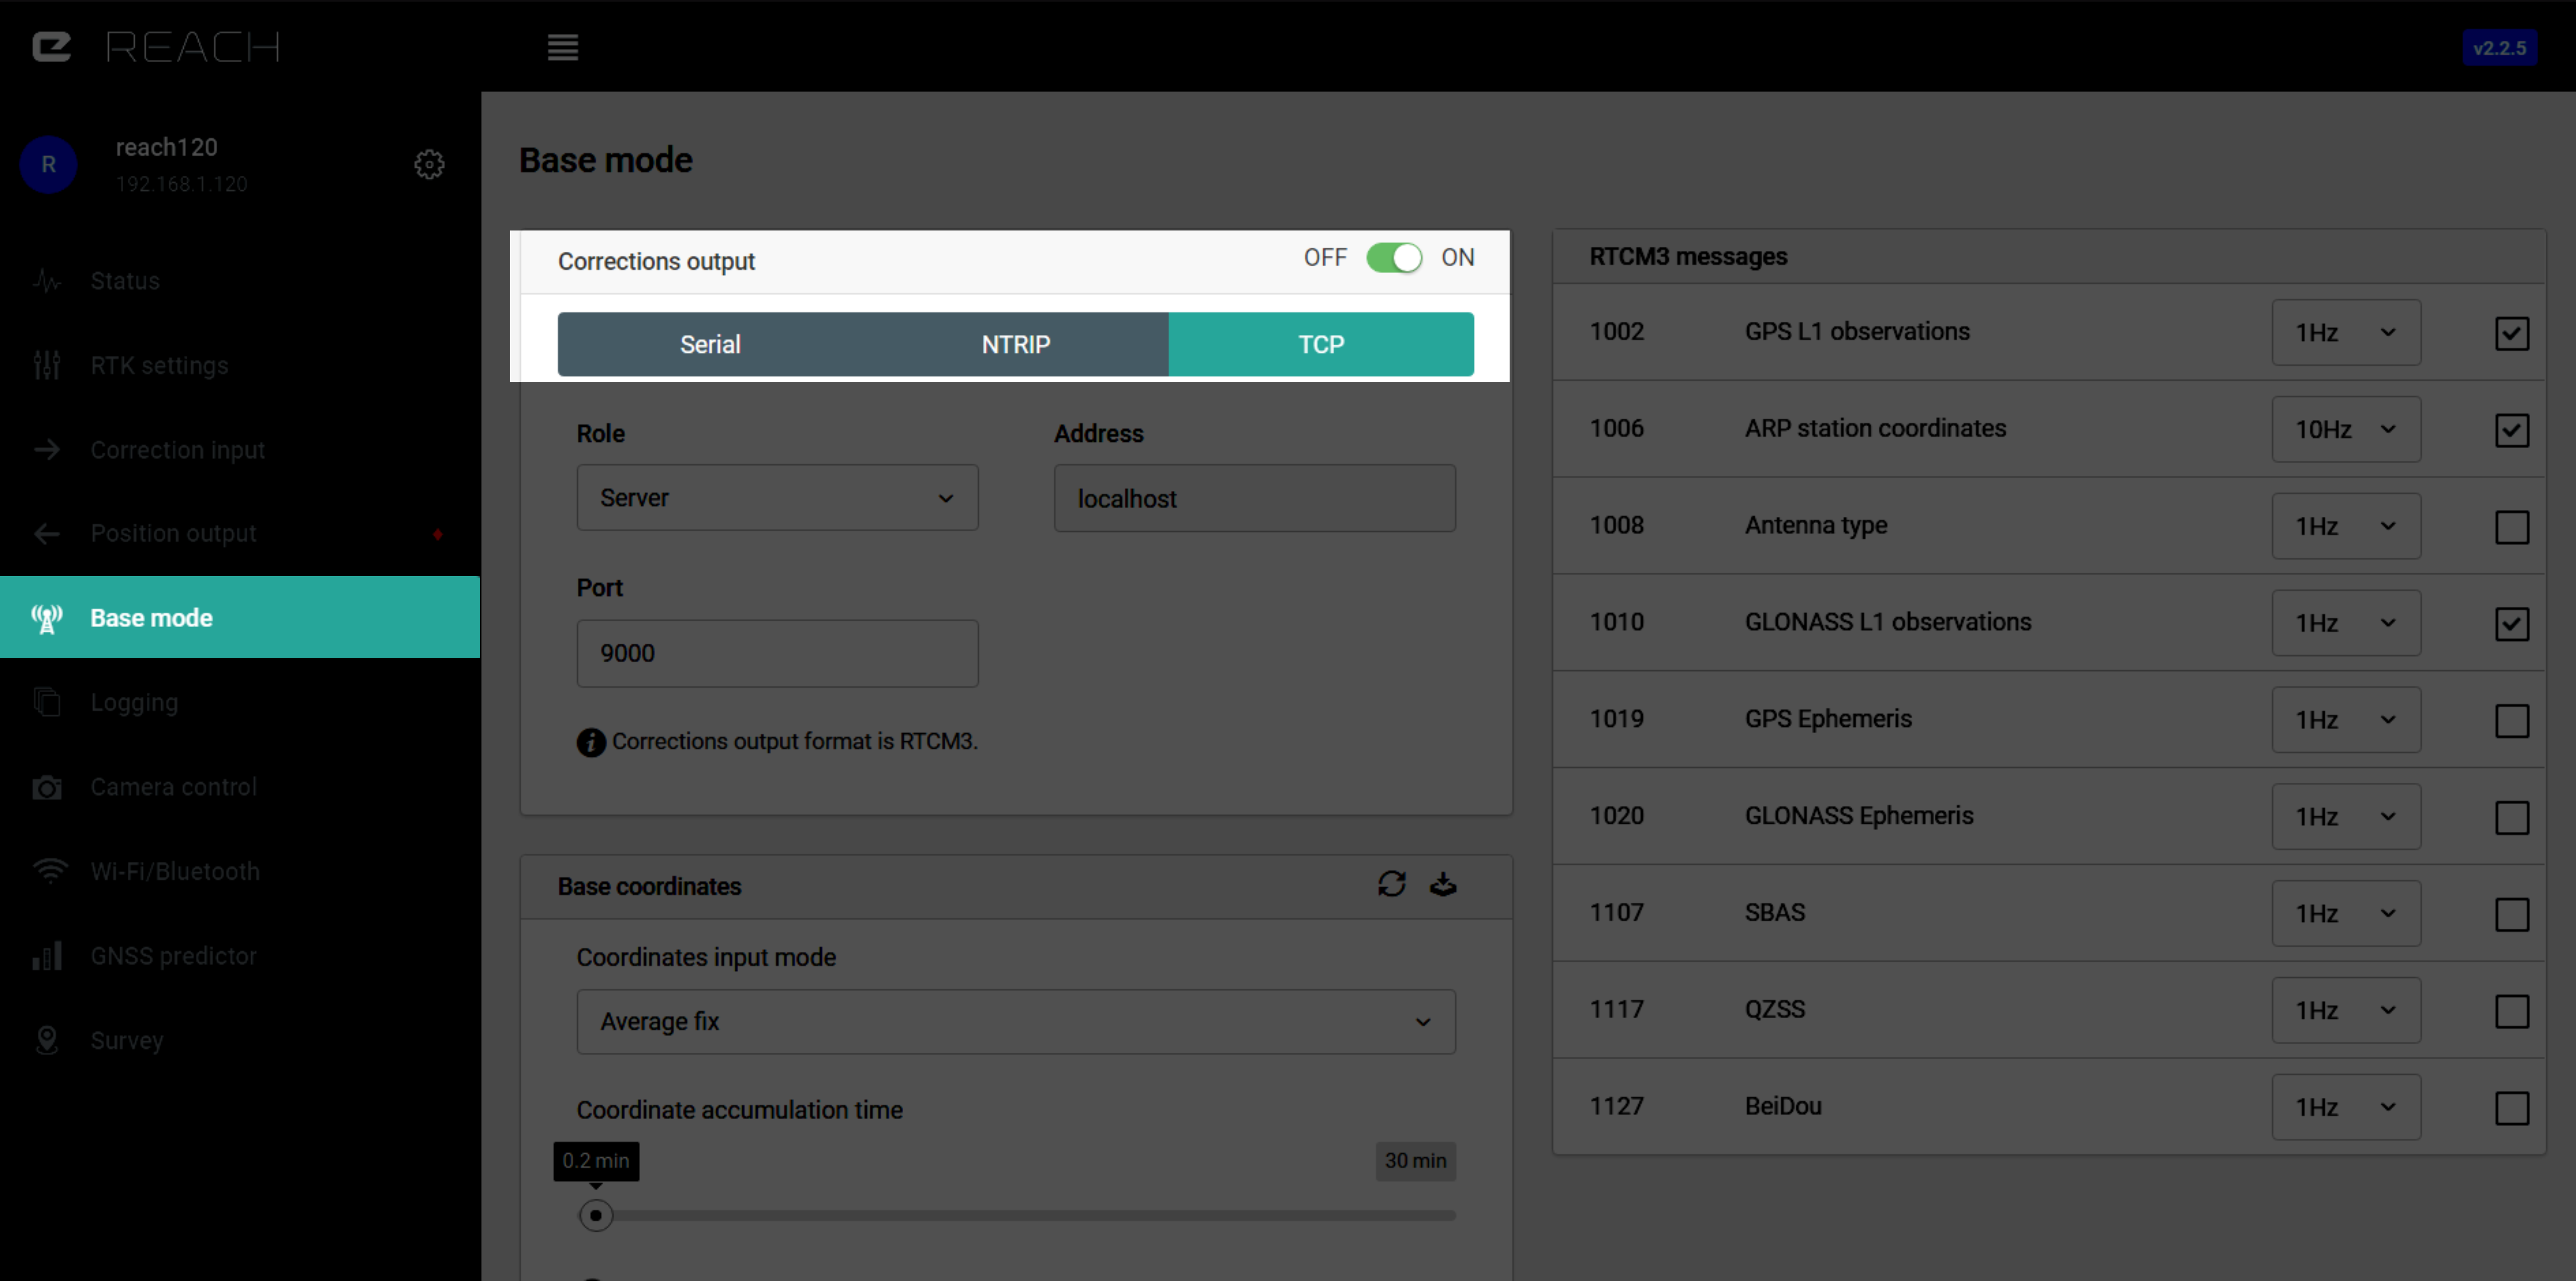 REACH
v2.2.5
R
reach120
192.168.1.120
Status
RTK settings
Correction input
Position output
Base mode
Logging
Camera control
Wi-Fi/Bluetooth
GNSS predictor
Survey
Base mode
Corrections output
OFF ON
Serial NTRIP TCP
Role Address
Server localhost
Port
9000
Corrections output format is RTCM3.
Base coordinates
Coordinates input mode
Average fix
Coordinate accumulation time
0.2 min 30 min
RTCM3 messages
1002 GPS L1 observations 1Hz
1006 ARP station coordinates 10Hz
1008 Antenna type 1Hz
1010 GLONASS L1 observations 1Hz
1019 GPS Ephemeris 1Hz
1020 GLONASS Ephemeris 1Hz
1107 SBAS 1Hz
1117 QZSS 1Hz
1127 BeiDou 1Hz